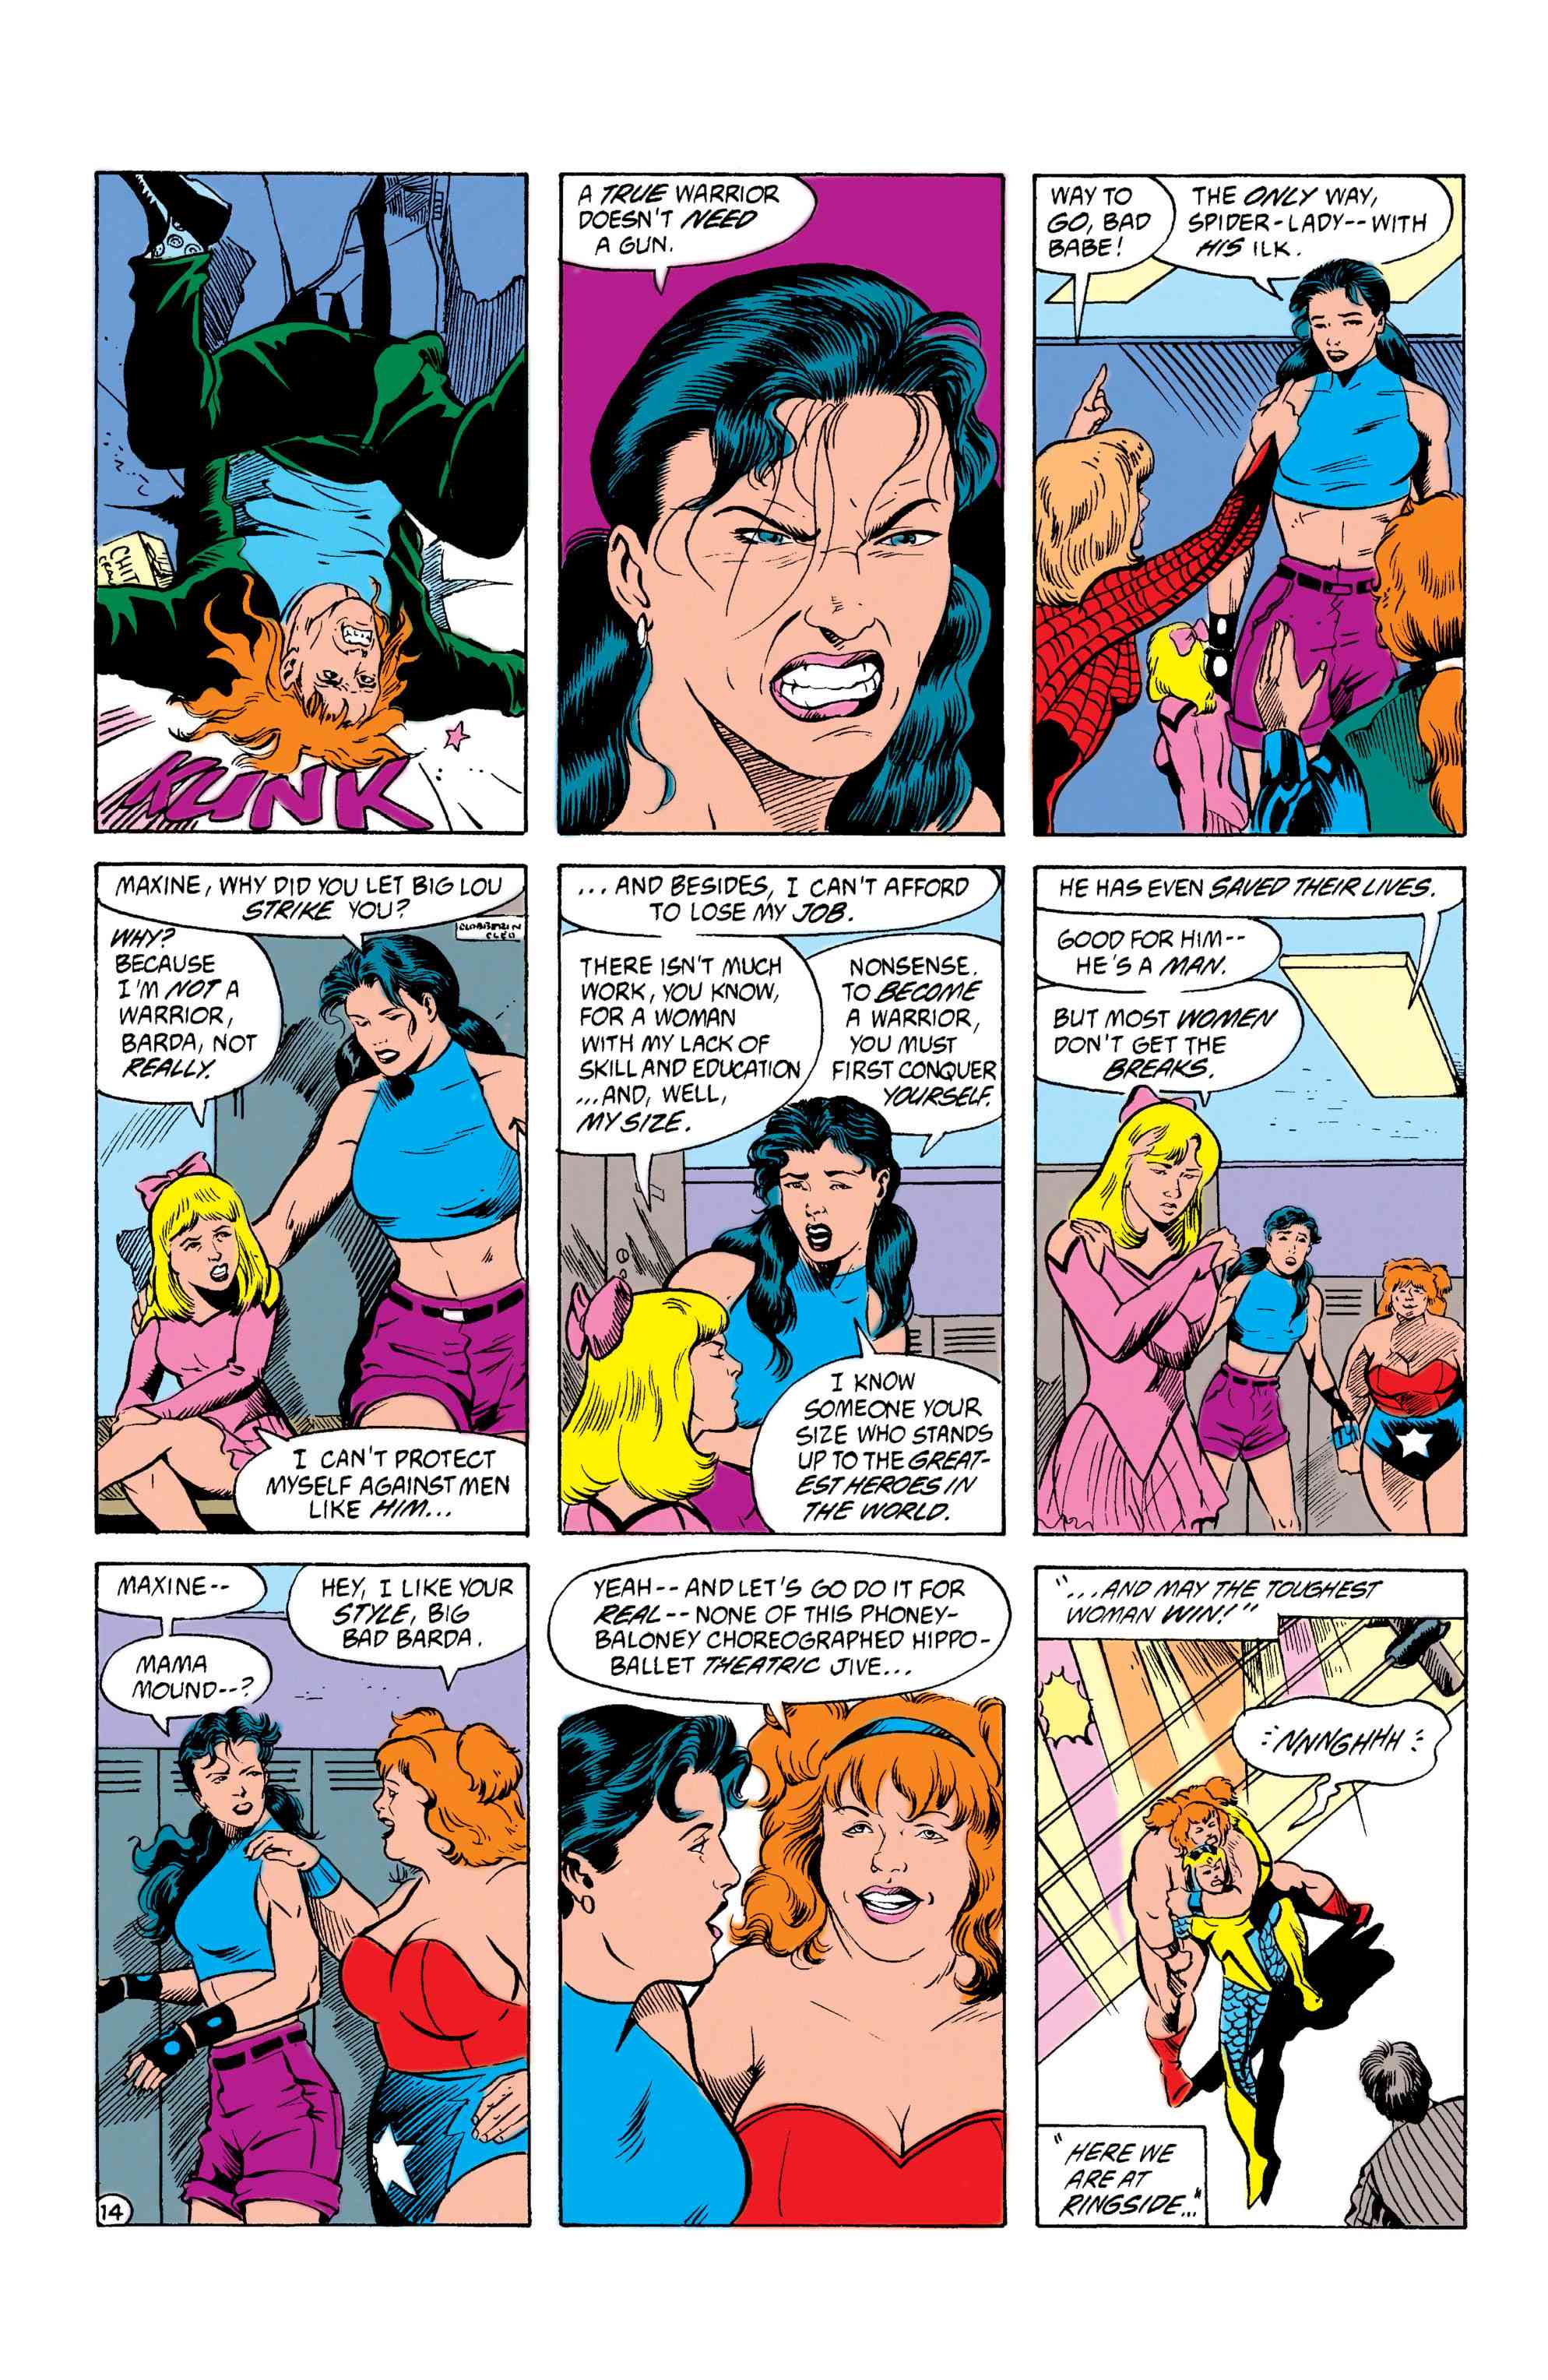 CHIT
CRA
KUNK
A TRUE WARRIOR
DOESN'T NEED
A GUN.
WAY TO
GO, BAD
BABE!
THE ONLY WAY,
SPIDER-LADY--WITH
HIS ILK.
MAXINE, WHY DID YOU LET BIG LOU
STRIKE YOU?
CLOBBERIN
CLEO
WHY?
BECAUSE
I'M NOT A
WARRIOR,
BARDA, NOT
REALLY.
I CAN'T PROTECT
MYSELF AGAINST MEN
LIKE HIM...
...AND BESIDES, I CAN'T AFFORD
TO LOSE MY JOB.
THERE ISN'T MUCH
WORK, YOU KNOW,
FOR A WOMAN
WITH MY LACK OF
SKILL AND EDUCATION
...AND, WELL,
MY SIZE.
NONSENSE.
TO BECOME
A WARRIOR,
YOU MUST
FIRST CONQUER
YOURSELF.
I KNOW
SOMEONE YOUR
SIZE WHO STANDS
UP TO THE GREAT-
EST HEROES IN
THE WORLD.
HE HAS EVEN SAVED THEIR LIVES.
GOOD FOR HIM--
HE'S A MAN.
BUT MOST WOMEN
DON'T GET THE
BREAKS.
MAXINE--
MAMA
MOUND--?
HEY, I LIKE YOUR
STYLE, BIG
BAD BARDA.
14
YEAH--AND LET'S GO DO IT FOR
REAL--NONE OF THIS PHONEY-
BALONEY CHOREOGRAPHED HIPPO-
BALLET THEATRIC JIVE...
"...AND MAY THE TOUGHEST
WOMAN WIN!"
NNNGHHH
"HERE WE
ARE AT
RINGSIDE..."